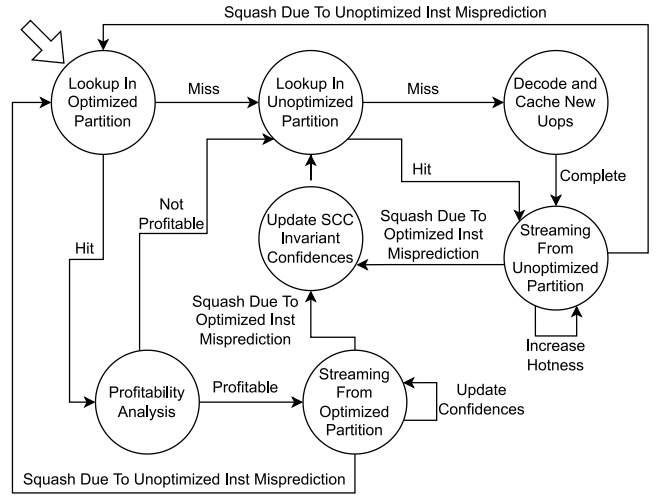 Squash Due To Unoptimized Inst Misprediction
Lookup In
Optimized
Partition
Miss
Lookup In
Unoptimized
Partition
Miss
Decode and
Cache New
Uops
Hit
Complete
Not
Profitable
Update SCC
Invariant
Confidences
Squash Due To
Optimized Inst
Misprediction
Streaming
From
Unoptimized
Partition
Hit
Squash Due To
Optimized Inst
Misprediction
Increase
Hotness
Profitability
Analysis
Profitable
Streaming
From
Optimized
Partition
Update
Confidences
Squash Due To Unoptimized Inst Misprediction